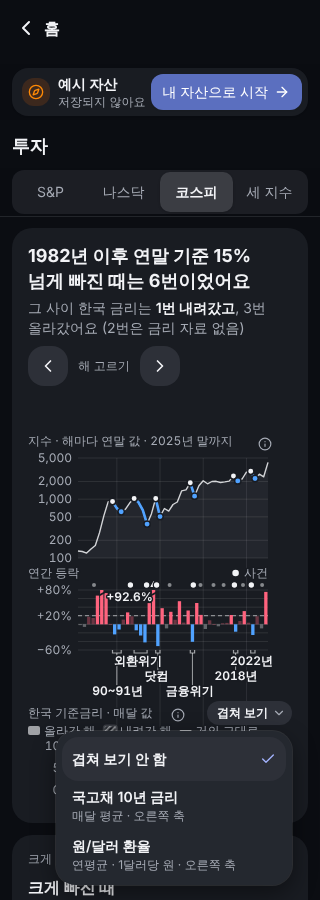 홈
예시 자산
저장되지 않아요
내 자산으로 시작
투자
S&P 나스닥 코스피 세 지수
1982년 이후 연말 기준 15%
넘게 빠진 때는 6번이었어요
그 사이 한국 금리는 1번 내려갔고, 3번
올라갔어요 (2번은 금리 자료 없음)
해 고르기
지수 · 해마다 연말 값 · 2025년 말까지
5,000
2,000
1,000
500
200
100
연간 등락 사건
+80%
+92.6%
+20%
−60%
외환위기 2022년
닷컴 2018년
90~91년 금융위기
한국 기준금리 · 매달 값 겹쳐 보기
겹쳐 보기 안 함
국고채 10년 금리
매달 평균 · 오른쪽 축
원/달러 환율
연평균 · 1달러당 원 · 오른쪽 축
크게
크게 빠진 때